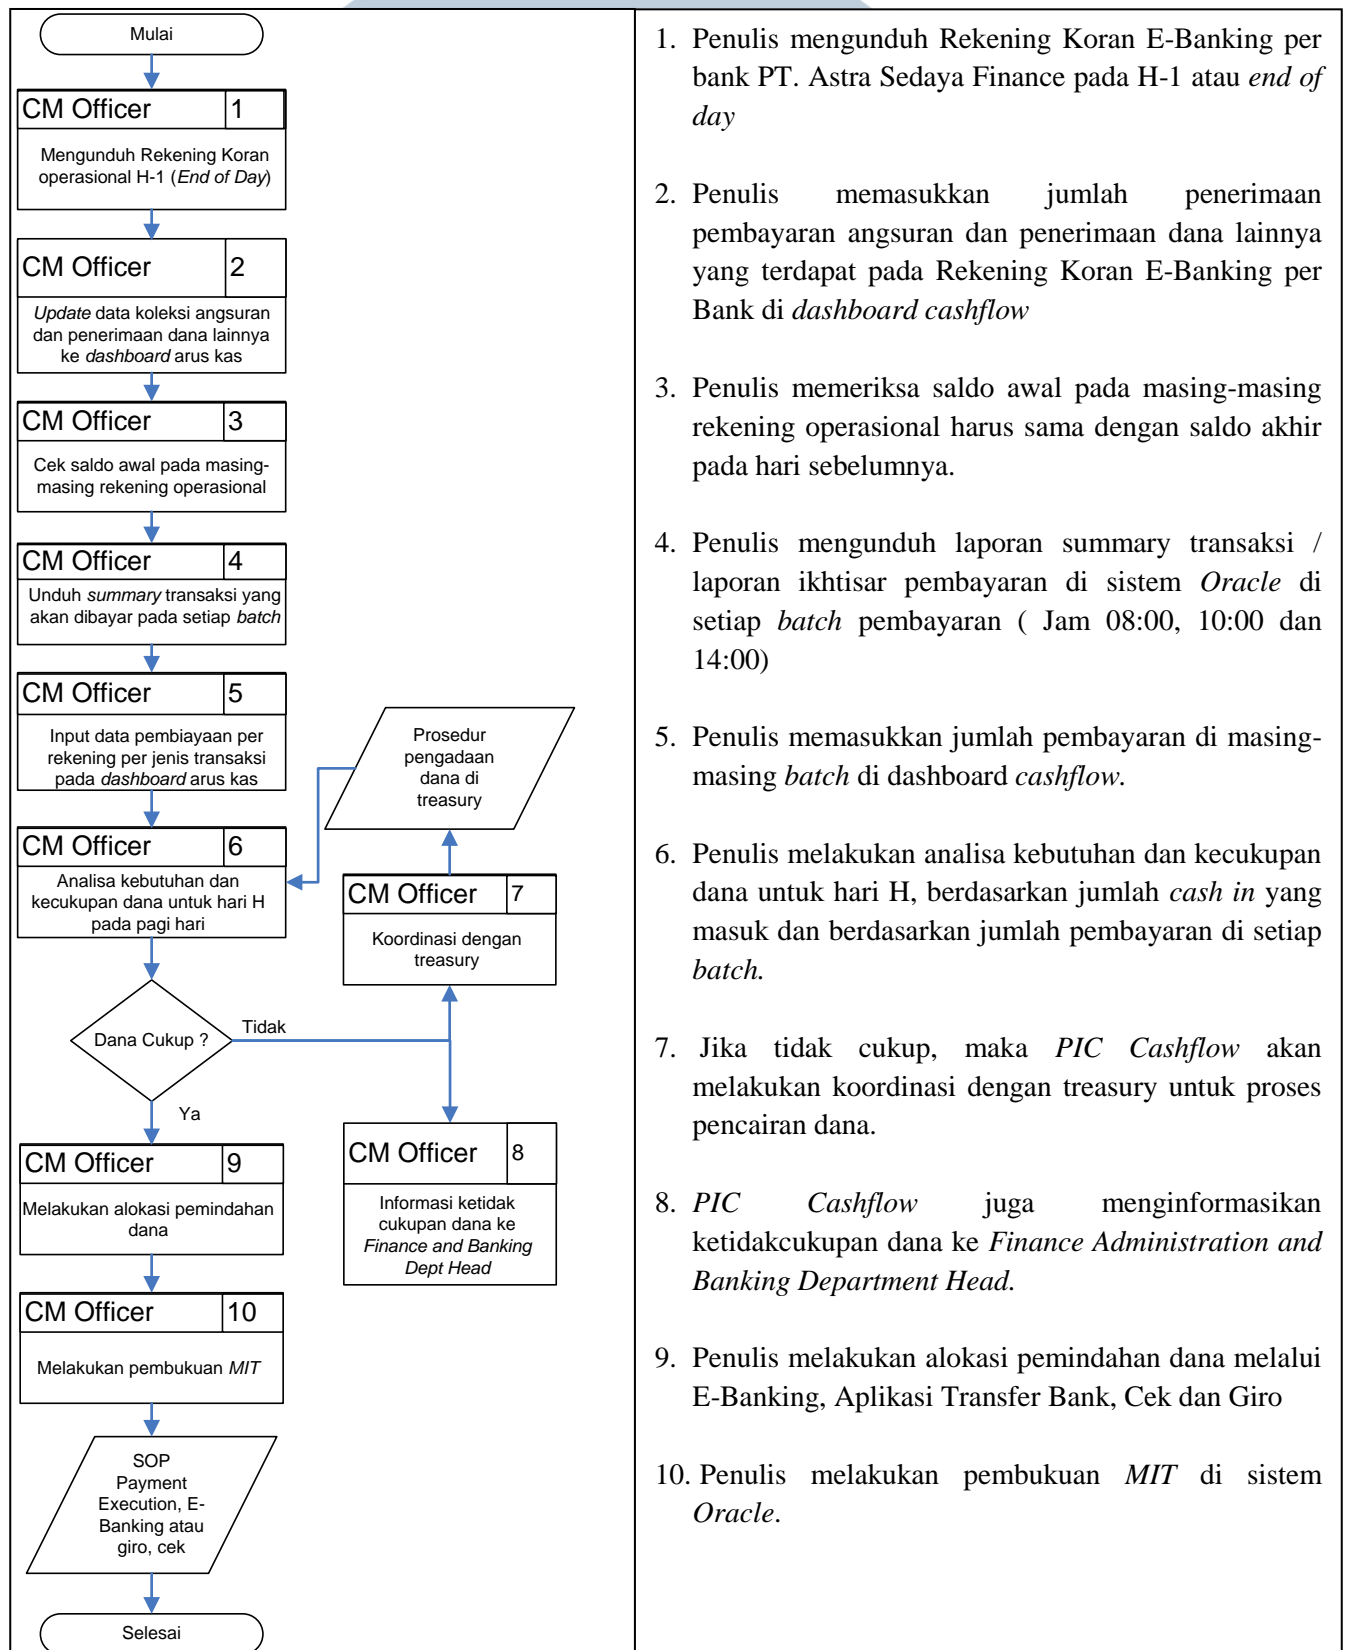 Mulai
CM Officer 1
Mengunduh Rekening Koran
operasional H-1 (End of Day)
CM Officer 2
Update data koleksi angsuran
dan penerimaan dana lainnya
ke dashboard arus kas
CM Officer 3
Cek saldo awal pada masing-
masing rekening operasional
CM Officer 4
Unduh summary transaksi yang
akan dibayar pada setiap batch
CM Officer 5
Input data pembiayaan per
rekening per jenis transaksi
pada dashboard arus kas
Prosedur
pengadaan
dana di
treasury
CM Officer 6
Analisa kebutuhan dan
kecukupan dana untuk hari H
pada pagi hari
CM Officer 7
Koordinasi dengan
treasury
Dana Cukup ?
Tidak
Ya
CM Officer 8
Informasi ketidak
cukupan dana ke
Finance and Banking
Dept Head
CM Officer 9
Melakukan alokasi pemindahan
dana
CM Officer 10
Melakukan pembukuan MIT
SOP
Payment
Execution, E-
Banking atau
giro, cek
Selesai
1. Penulis mengunduh Rekening Koran E-Banking per
bank PT. Astra Sedaya Finance pada H-1 atau end of
day
2. Penulis memasukkan jumlah penerimaan
pembayaran angsuran dan penerimaan dana lainnya
yang terdapat pada Rekening Koran E-Banking per
Bank di dashboard cashflow
3. Penulis memeriksa saldo awal pada masing-masing
rekening operasional harus sama dengan saldo akhir
pada hari sebelumnya.
4. Penulis mengunduh laporan summary transaksi /
laporan ikhtisar pembayaran di sistem Oracle di
setiap batch pembayaran ( Jam 08:00, 10:00 dan
14:00)
5. Penulis memasukkan jumlah pembayaran di masing-
masing batch di dashboard cashflow.
6. Penulis melakukan analisa kebutuhan dan kecukupan
dana untuk hari H, berdasarkan jumlah cash in yang
masuk dan berdasarkan jumlah pembayaran di setiap
batch.
7. Jika tidak cukup, maka PIC Cashflow akan
melakukan koordinasi dengan treasury untuk proses
pencairan dana.
8. PIC Cashflow juga menginformasikan
ketidakcukupan dana ke Finance Administration and
Banking Department Head.
9. Penulis melakukan alokasi pemindahan dana melalui
E-Banking, Aplikasi Transfer Bank, Cek dan Giro
10. Penulis melakukan pembukuan MIT di sistem
Oracle.